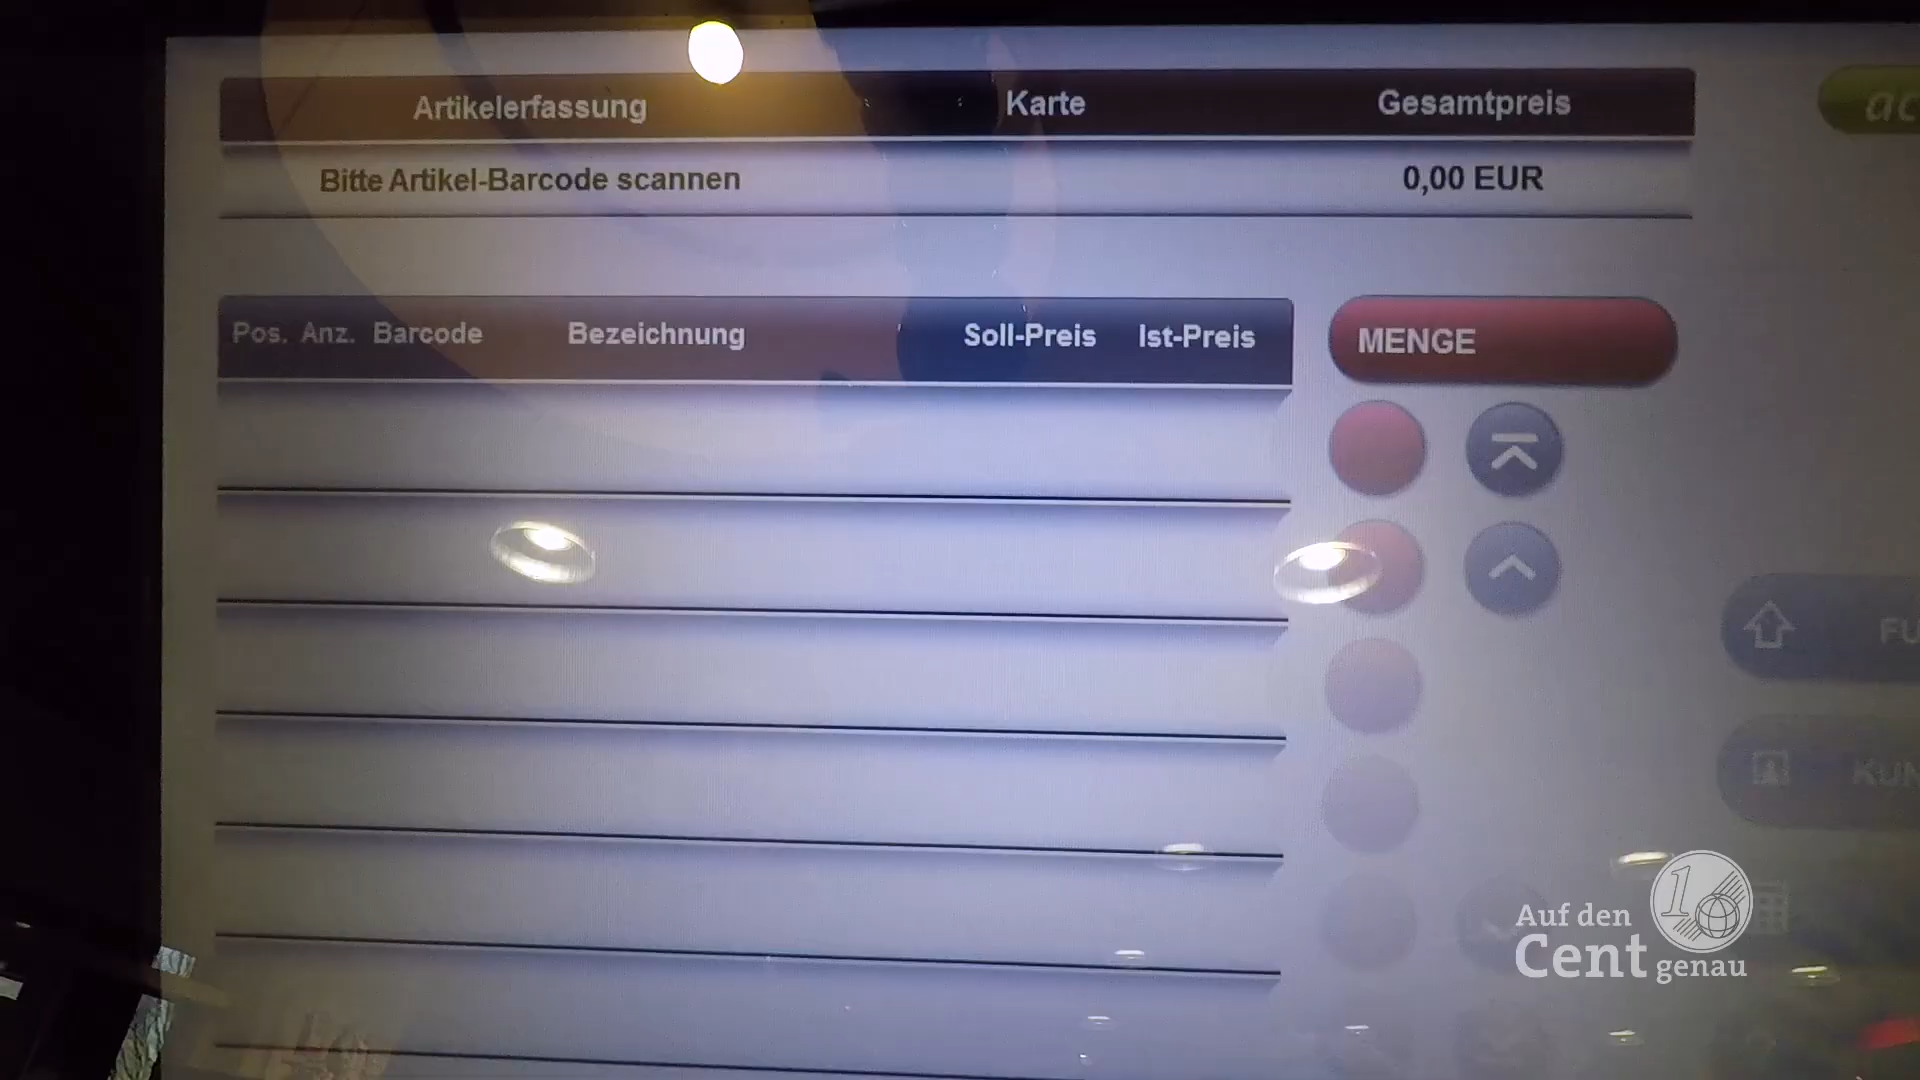 Artikelerfassung Karte Gesamtpreis
Bitte Artikel-Barcode scannen 0,00 EUR
Pos. Anz. Barcode Bezeichnung Soll-Preis Ist-Preis
MENGE
Auf den
Cent genau
1